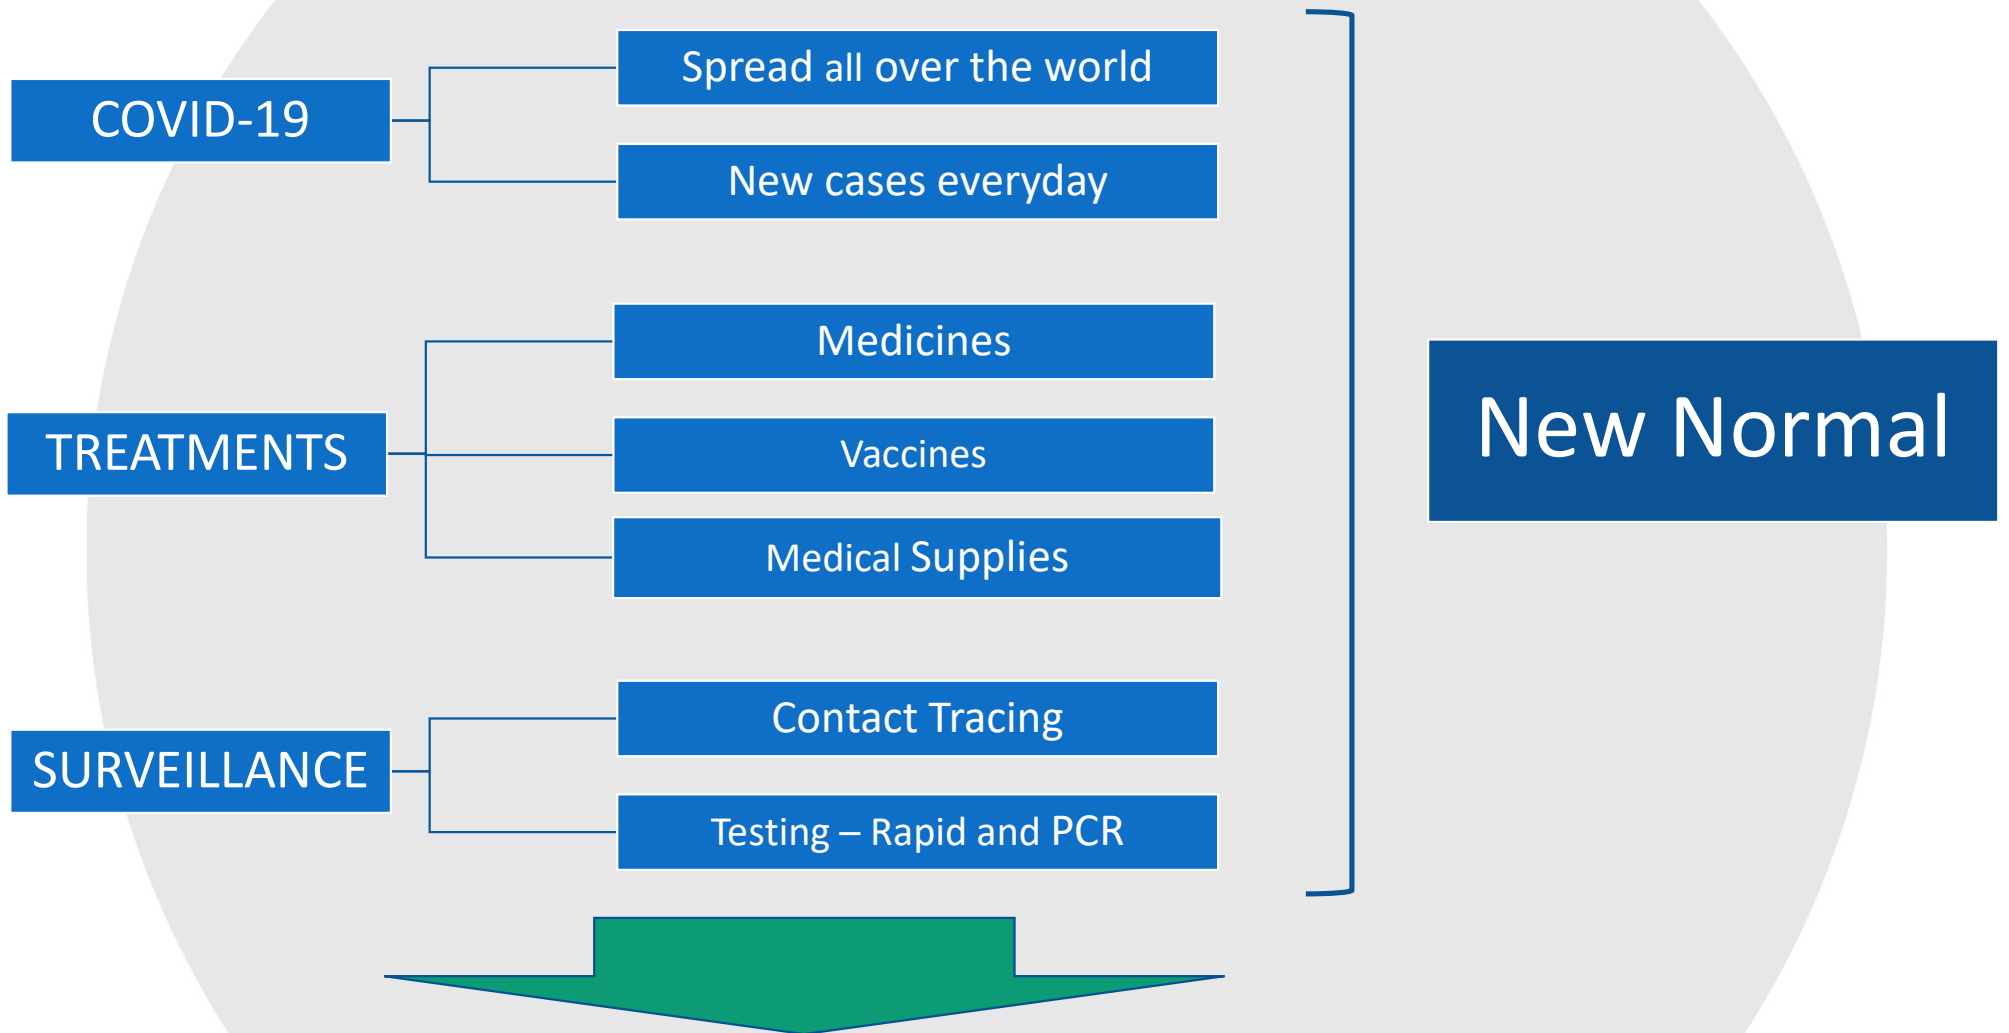 COVID-19
Spread all over the world
New cases everyday
TREATMENTS
Medicines
Vaccines
Medical Supplies
SURVEILLANCE
Contact Tracing
Testing – Rapid and PCR
New Normal